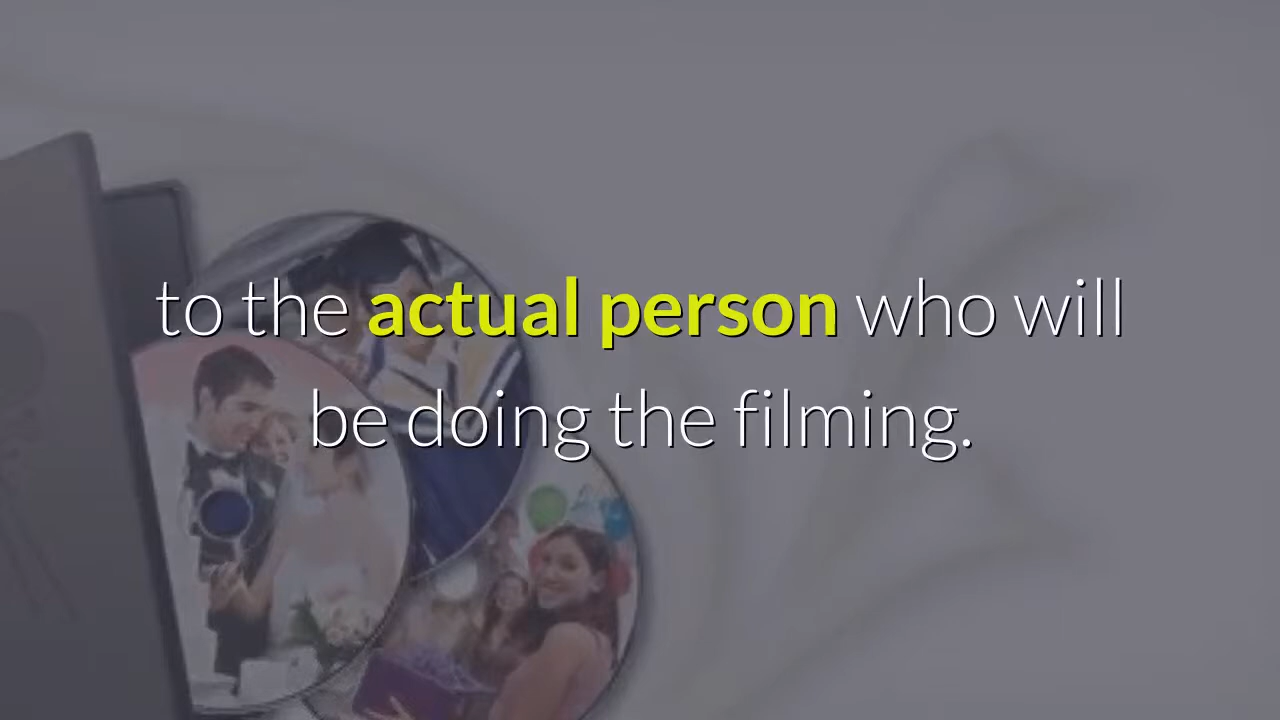 to the actual person who will
be doing the filming.